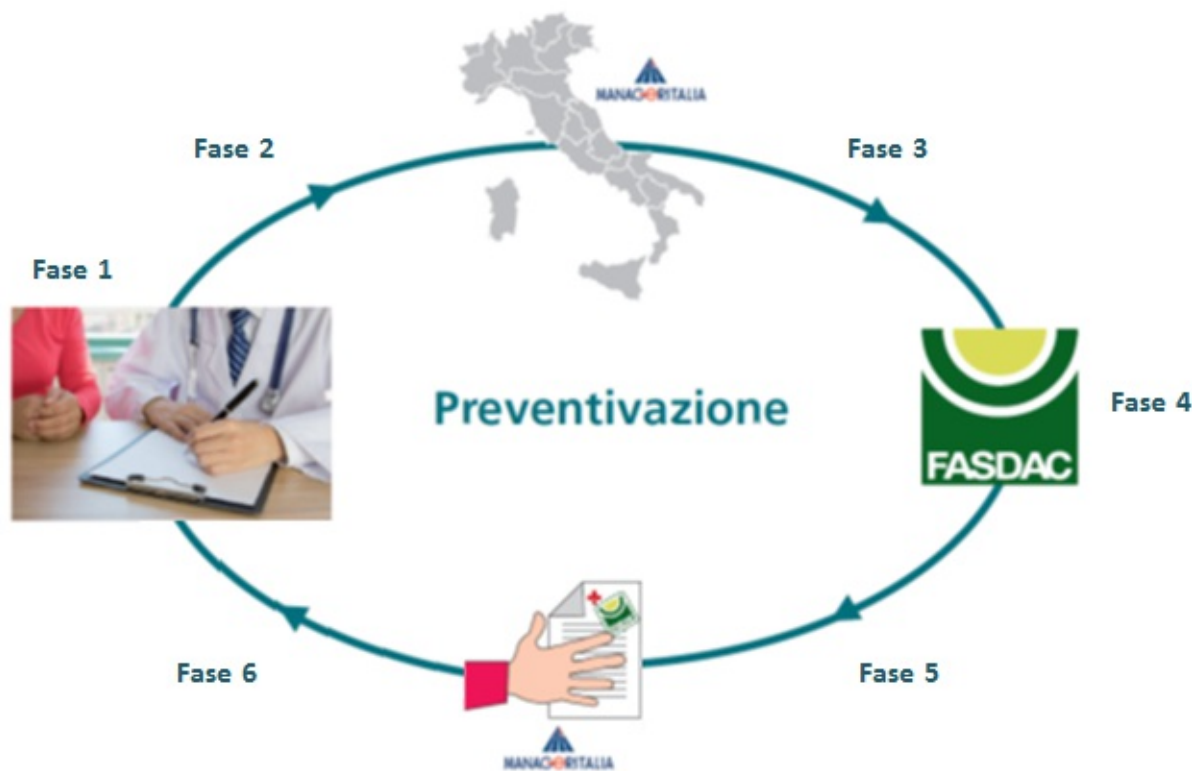 MANAGERITALIA
Fase 2
Fase 3
Fase 1
Preventivazione
Fase 4
FASDAC
Fase 6
Fase 5
MANAGERITALIA